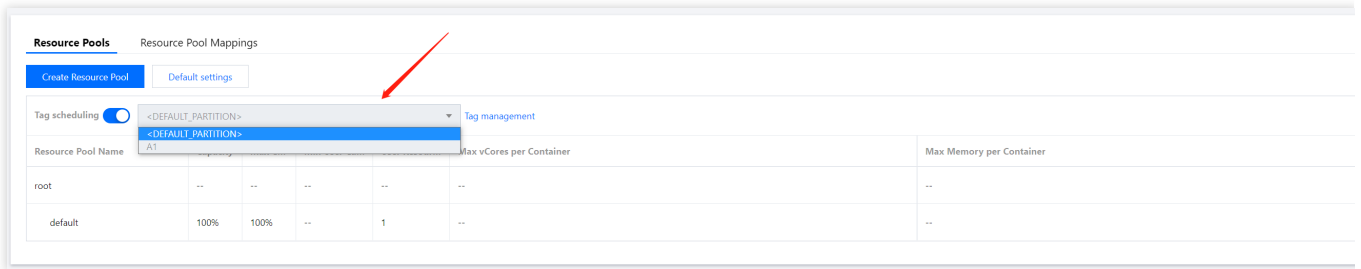 Resource Pools Resource Pool Mappings
Create Resource Pool Default settings
Tag scheduling <DEFAULT_PARTITION> Tag management
<DEFAULT_PARTITION>
A1
Resource Pool Name Max vCores per Container Max Memory per Container
root -- -- -- -- -- --
default 100% 100% -- 1 -- --